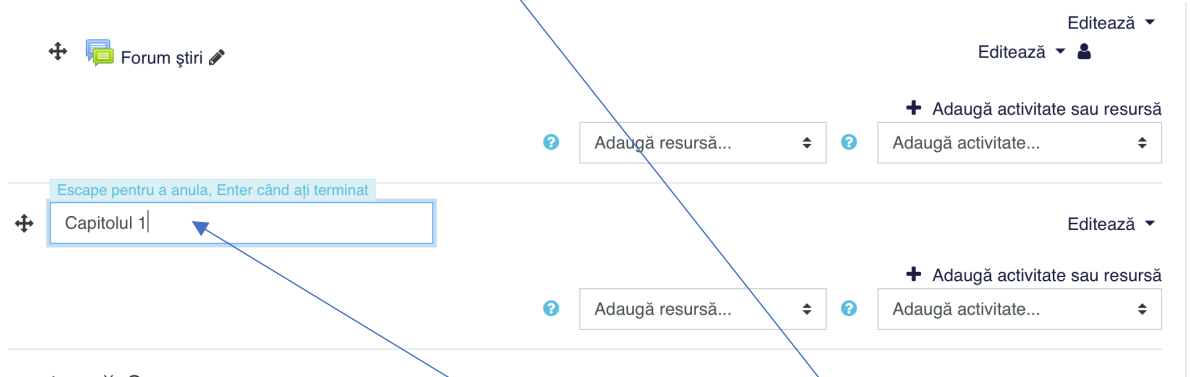 Editează
Forum ştiri
Editează
Adaugă activitate sau resursă
Adaugă resursă...
Adaugă activitate...
Escape pentru a anula, Enter când ați terminat
Capitolul 1
Editează
Adaugă activitate sau resursă
Adaugă resursă...
Adaugă activitate...